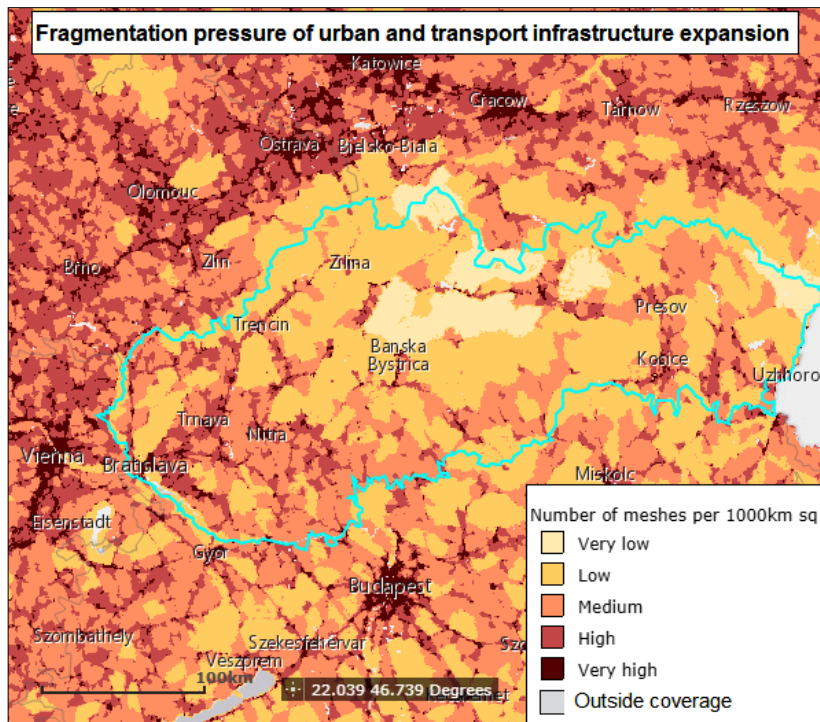 Fragmentation pressure of urban and transport infrastructure expansion
Katowice
Cracow
Tarnow
Rzeszow
Ostrava
Bjelsko-Biala
Olomouc
Brno
Zlin
Zilina
Presov
Trencin
Banska
Bystrica
Kosice
Uzhhoro
Trnava
Nitra
Vienna
Bratislava
Miskolc
Eisenstadt
Gyor
Budapest
Szombathely
Szekesfehervar
Veszprem
100km
22.039 46.739 Degrees
Number of meshes per 1000km sq
Very low
Low
Medium
High
Very high
Outside coverage